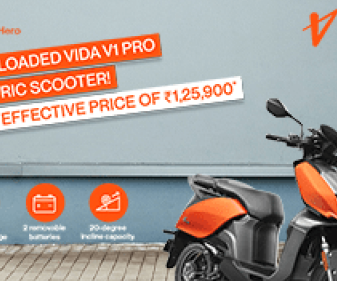 Hero
LOADED VIDA V1 PRO
RIC SCOOTER!
EFFECTIVE PRICE OF ₹1,25,900*
2 removable
batteries
20-degree
incline capacity